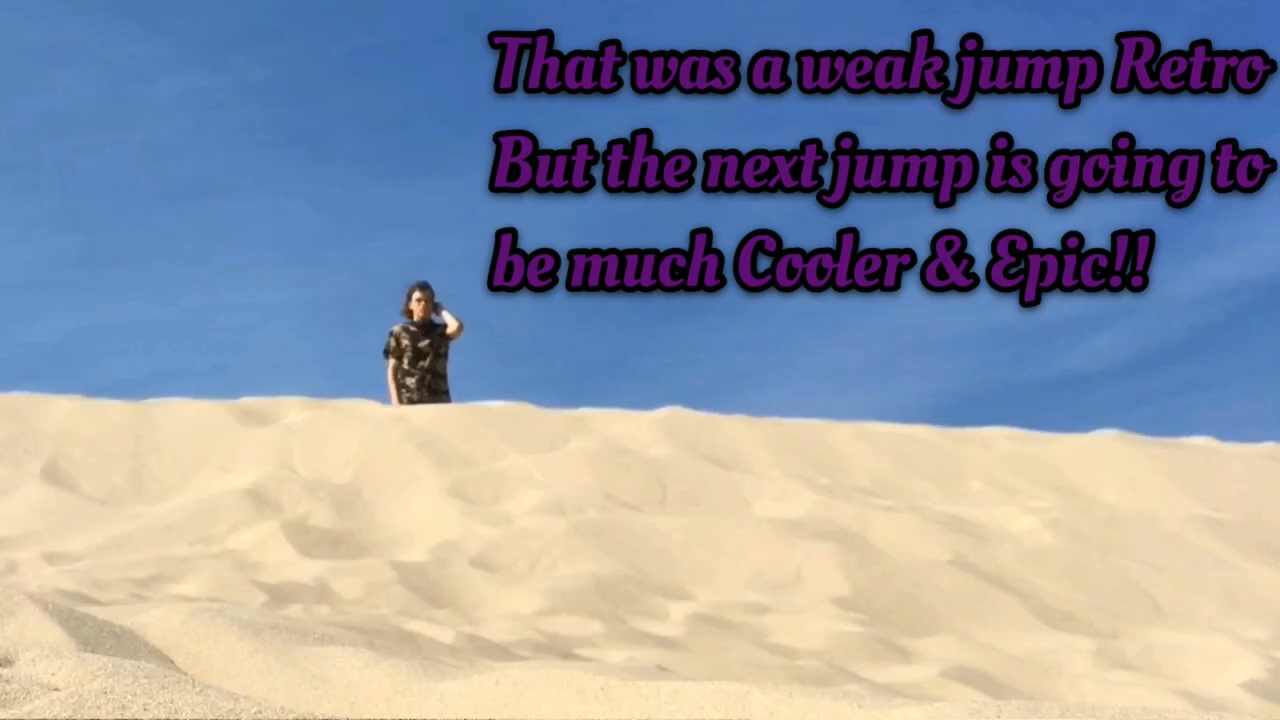 That was a weak jump Retro
But the next jump is going to
be much Cooler & Epic!!